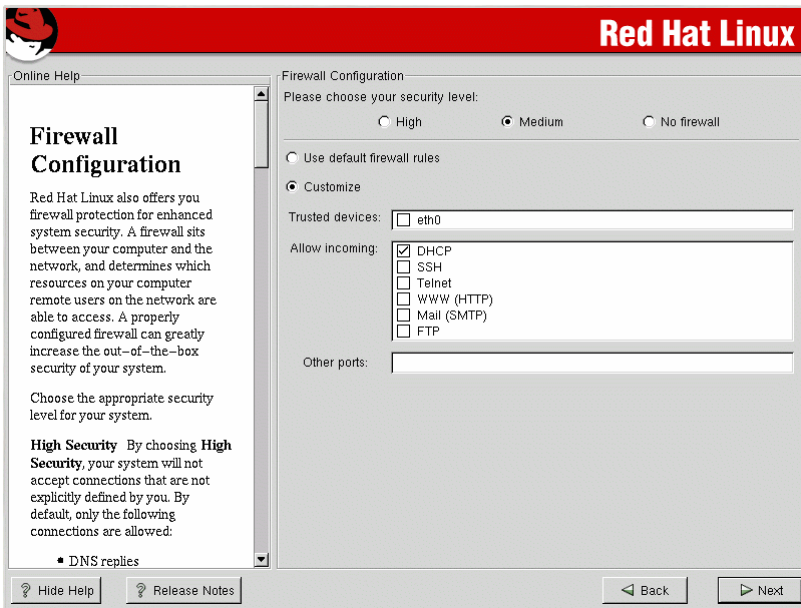 Red Hat Linux
Online Help
Firewall
Configuration
Red Hat Linux also offers you
firewall protection for enhanced
system security. A firewall sits
between your computer and the
network, and determines which
resources on your computer
remote users on the network are
able to access. A properly
configured firewall can greatly
increase the out-of-the-box
security of your system.
Choose the appropriate security
level for your system.
High Security By choosing High
Security, your system will not
accept connections that are not
explicitly defined by you. By
default, only the following
connections are allowed:
• DNS replies
Firewall Configuration
Please choose your security level:
High Medium No firewall
Use default firewall rules
Customize
Trusted devices: eth0
Allow incoming: DHCP
SSH
Telnet
WWW (HTTP)
Mail (SMTP)
FTP
Other ports:
? Hide Help ? Release Notes Back Next